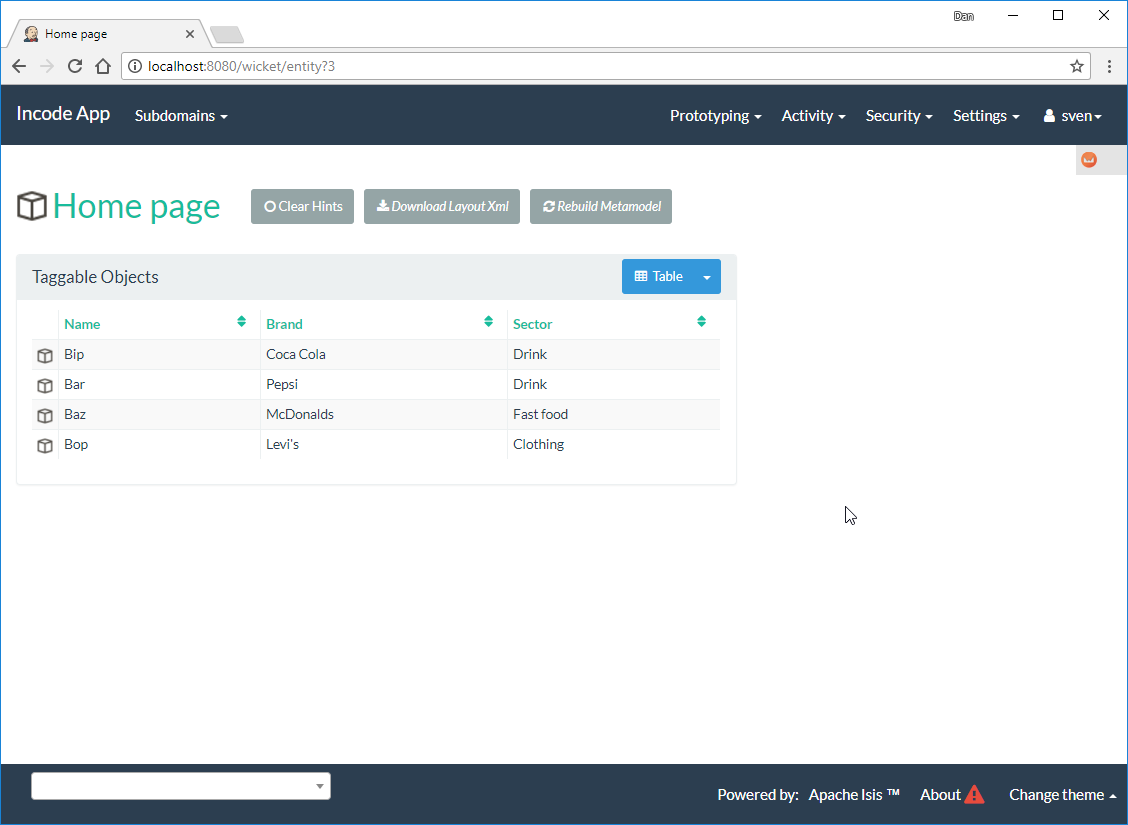 Dan
Home page
localhost:8080/wicket/entity?3
Incode App Subdomains Prototyping Activity Security Settings sven
Home page Clear Hints Download Layout Xml Rebuild Metamodel
Taggable Objects Table
Name Brand Sector
Bip Coca Cola Drink
Bar Pepsi Drink
Baz McDonalds Fast food
Bop Levi's Clothing
Powered by: Apache Isis ™ About Change theme